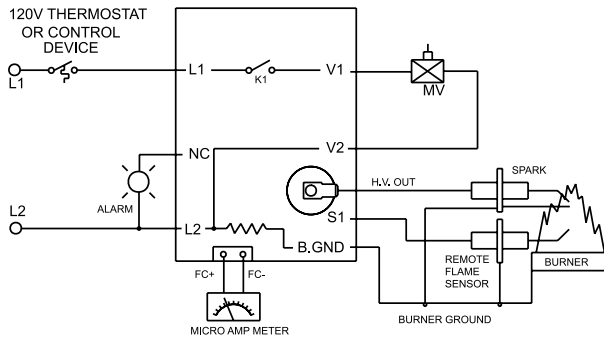 120V THERMOSTAT
OR CONTROL
DEVICE
L1
L1
K1
V1
MV
NC
V2
ALARM
H.V. OUT
SPARK
L2
L2
S1
B.GND
REMOTE
FLAME
SENSOR
BURNER
FC+
FC-
MICRO AMP METER
BURNER GROUND